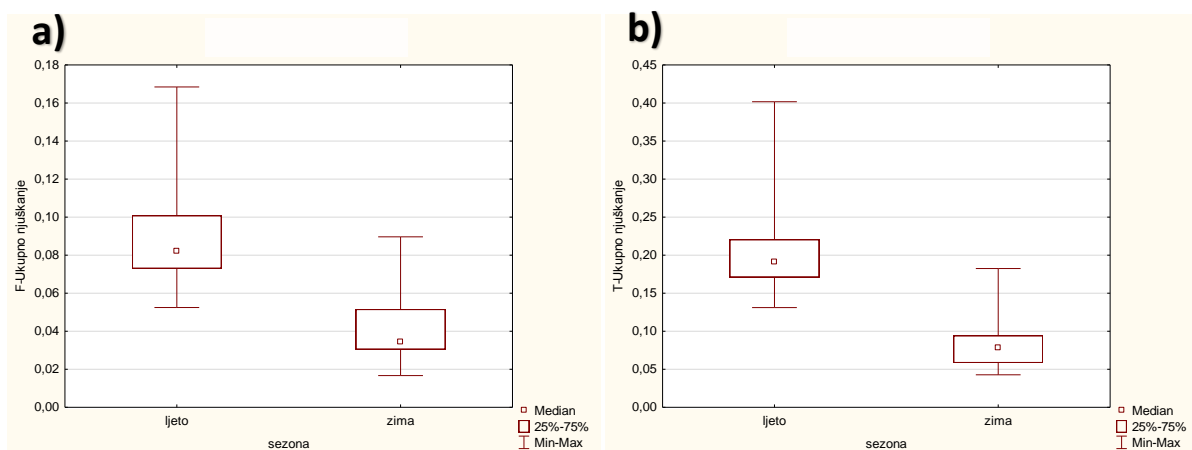 a)
0,18
0,16
0,14
0,12
0,10
0,08
0,06
0,04
0,02
0,00
F-Ukupno njuškanje
ljeto
zima
sezona
Median
25%-75%
Min-Max
b)
0,45
0,40
0,35
0,30
0,25
0,20
0,15
0,10
0,05
0,00
T-Ukupno njuškanje
ljeto
zima
sezona
Median
25%-75%
Min-Max